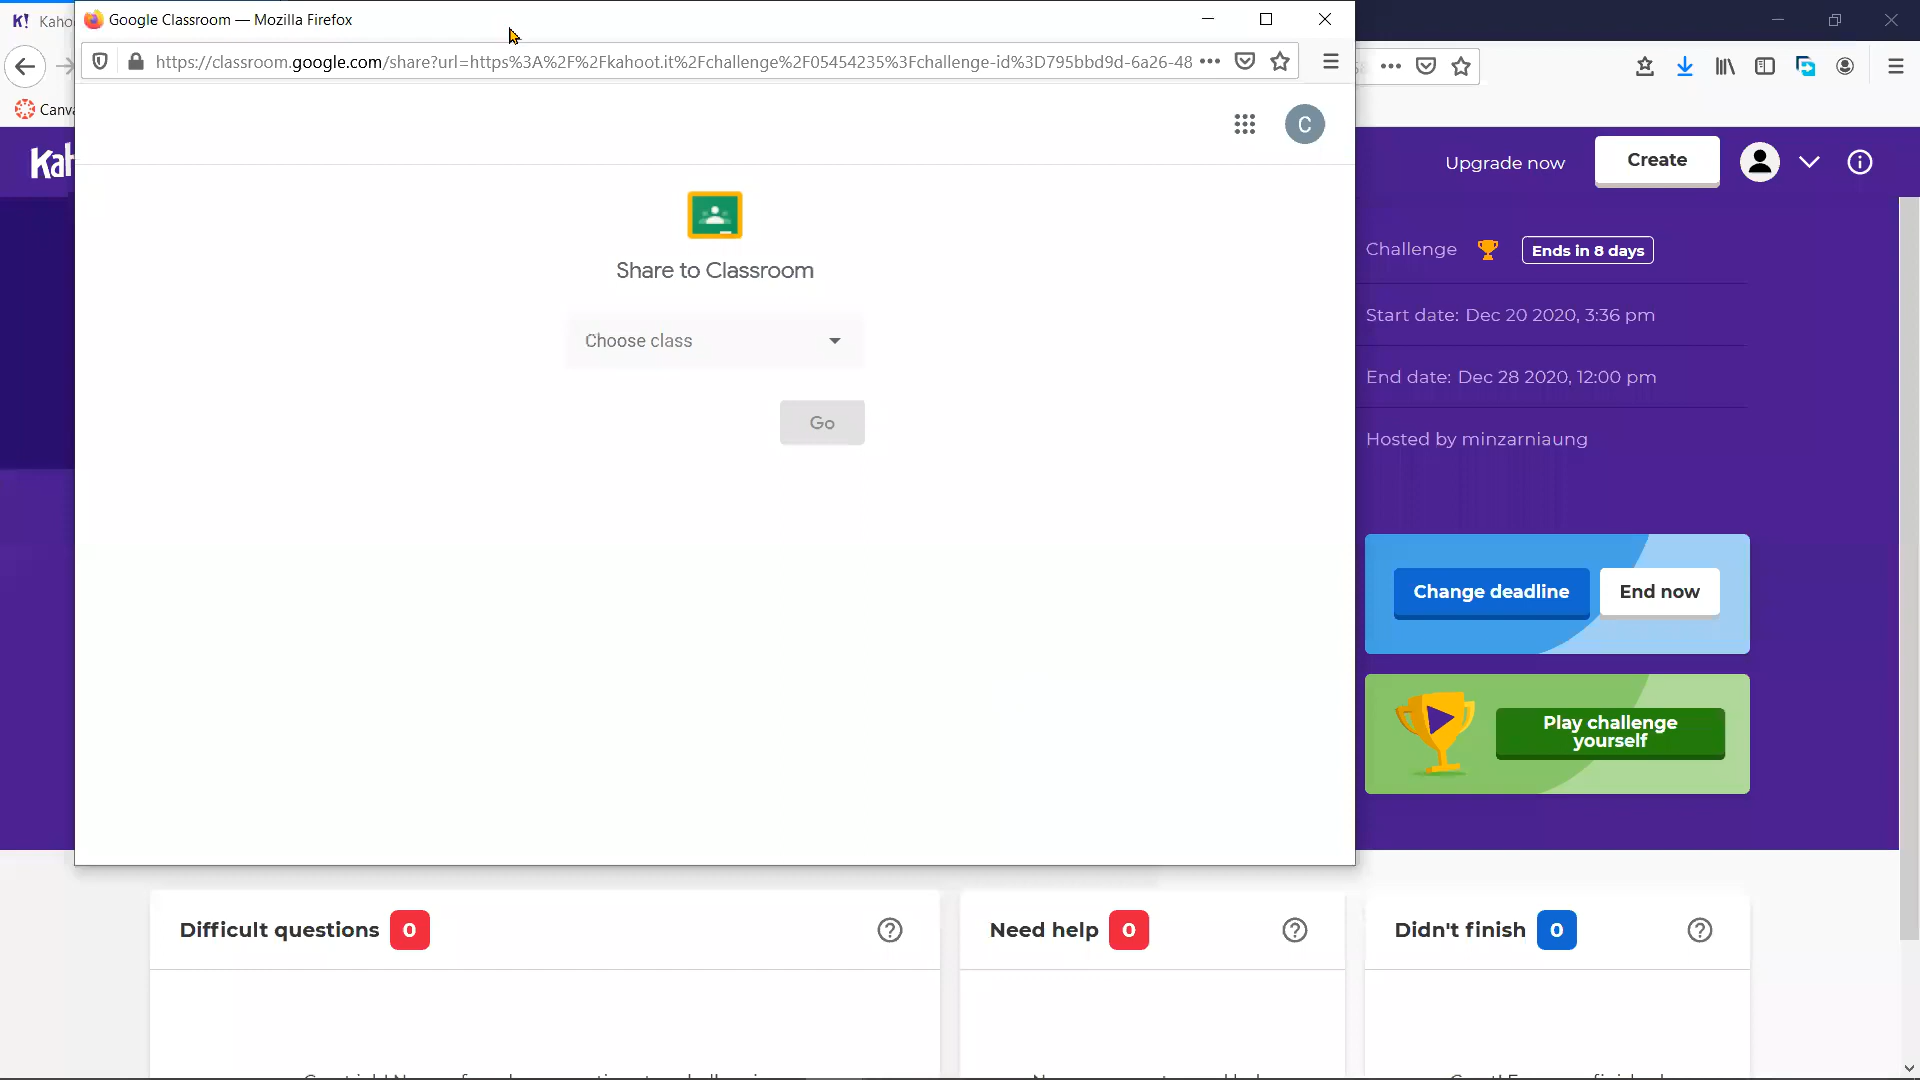 Google Classroom — Mozilla Firefox
https://classroom.google.com/share?url=https%3A%2F%2Fkahoot.it%2Fchallenge%2F05454235%3Fchallenge-id%3D795bbd9d-6a26-48
C
Share to Classroom
Choose class
Go
K! Kaho
Canva
Kah
Upgrade now
Create
Challenge
Ends in 8 days
Start date: Dec 20 2020, 3:36 pm
End date: Dec 28 2020, 12:00 pm
Hosted by minzarniaung
Change deadline
End now
Play challenge
yourself
Difficult questions 0
Need help 0
Didn't finish 0